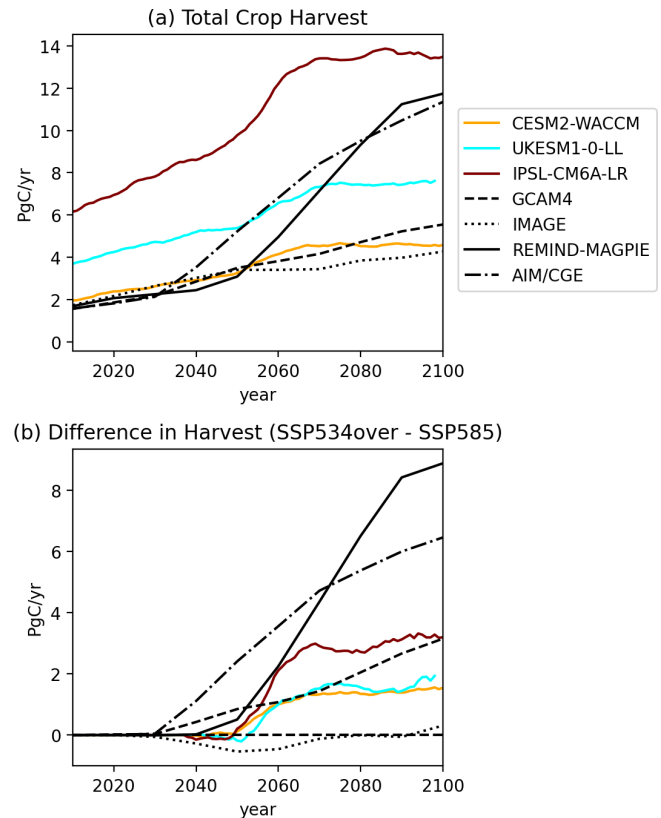 (a) Total Crop Harvest
14
12
10
8
6
4
2
0
PgC/yr
2020 2040 2060 2080 2100
year
CESM2-WACCM
UKESM1-0-LL
IPSL-CM6A-LR
GCAM4
IMAGE
REMIND-MAGPIE
AIM/CGE
(b) Difference in Harvest (SSP534over - SSP585)
8
6
4
2
0
PgC/yr
2020 2040 2060 2080 2100
year